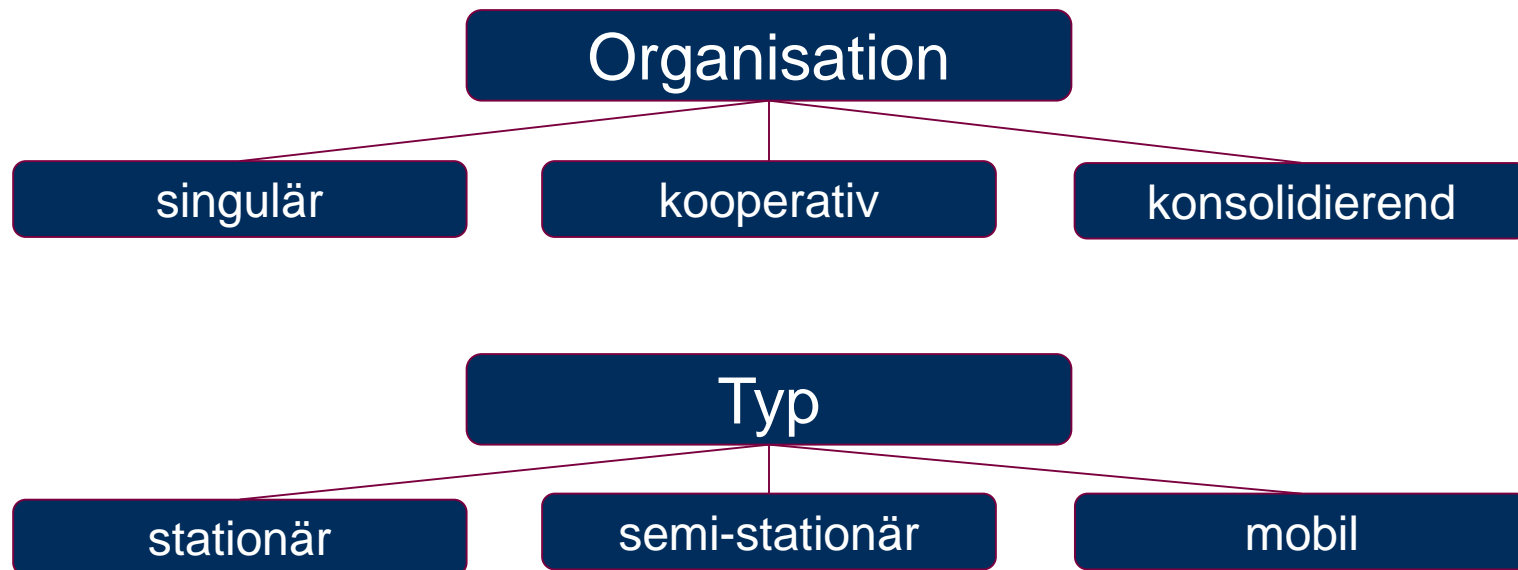 Organisation
singulär
kooperativ
konsolidierend
Typ
stationär
semi-stationär
mobil